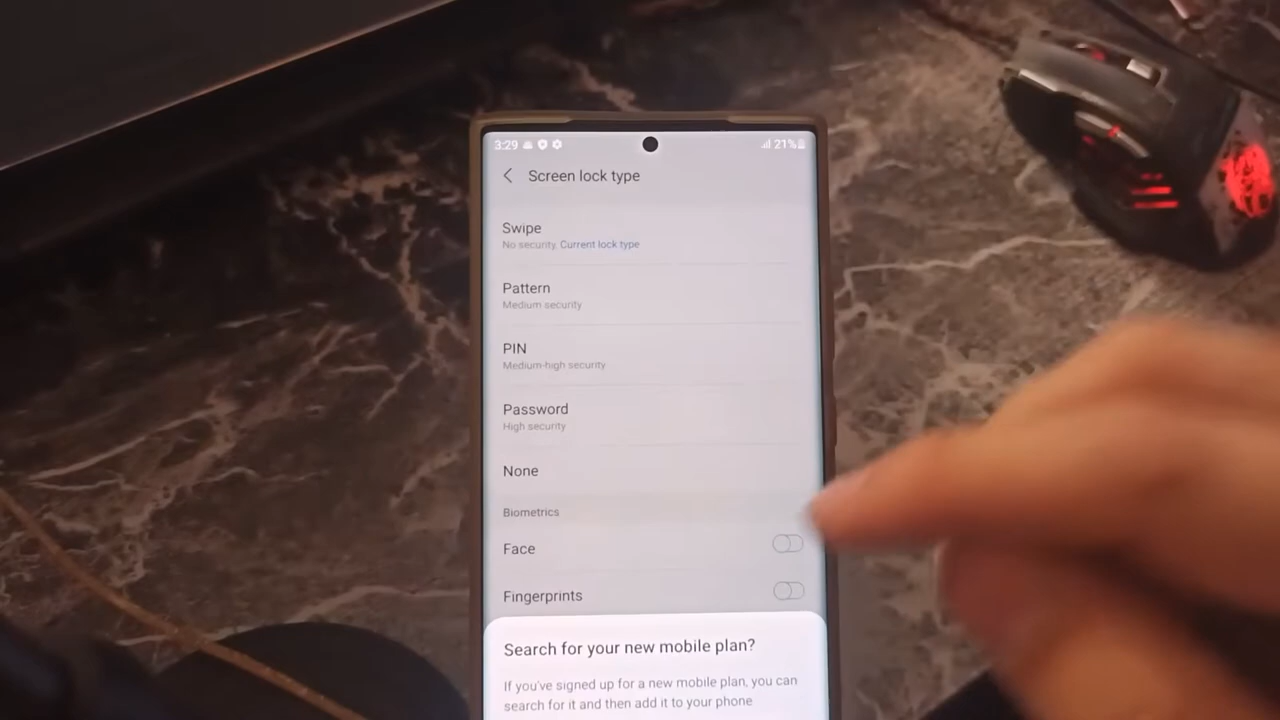 3:29 21%
Screen lock type
Swipe
No security, Current lock type
Pattern
Medium security
PIN
Medium-high security
Password
High security
None
Biometrics
Face
Fingerprints
Search for your new mobile plan?
If you've signed up for a new mobile plan, you can
search for it and then add it to your phone